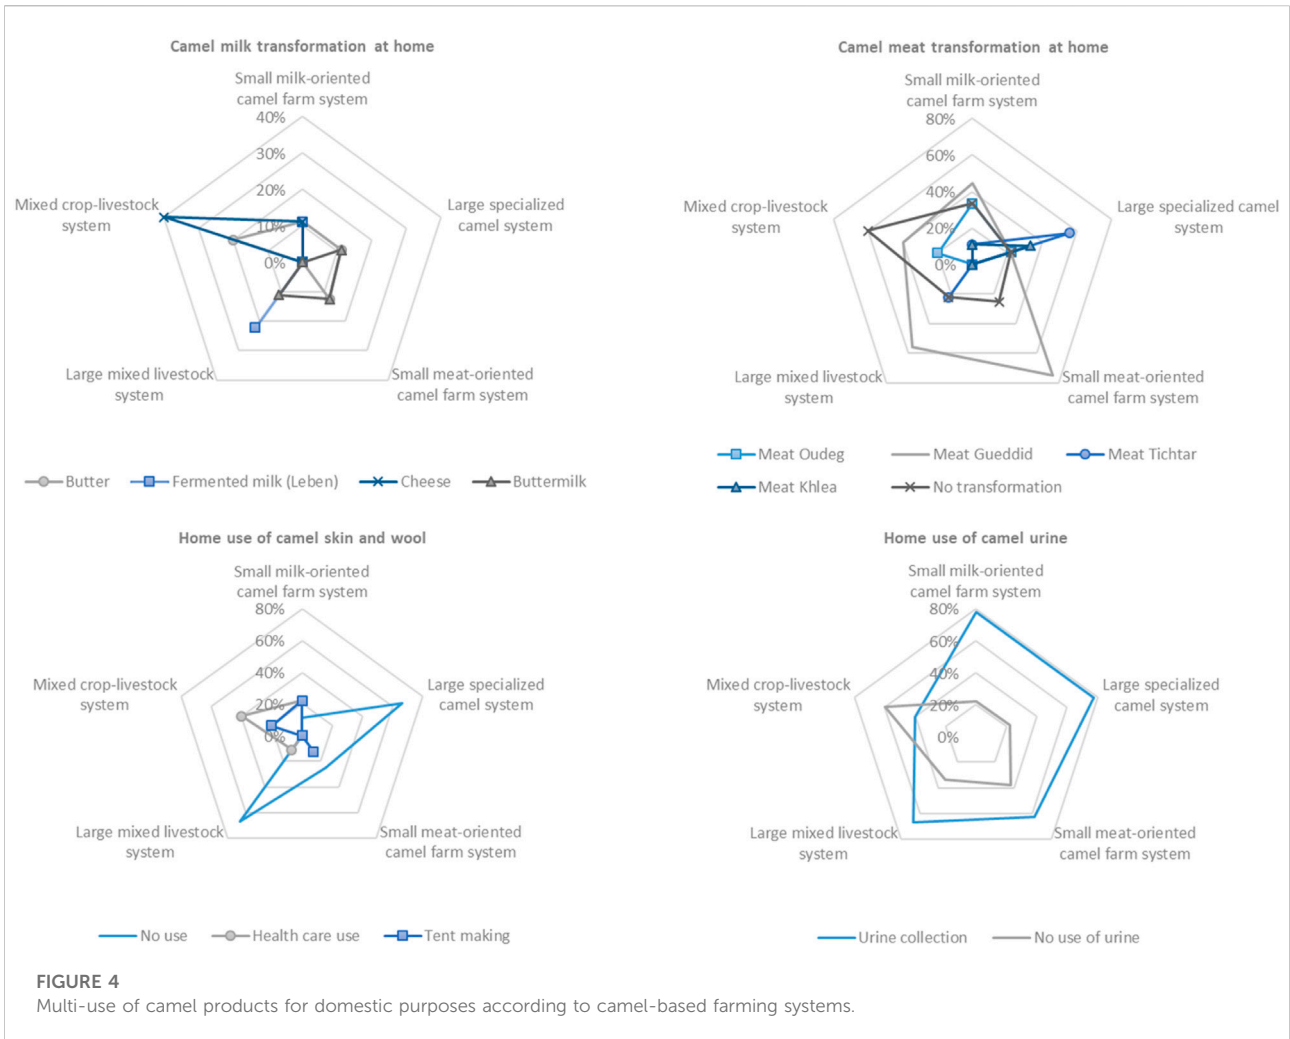 Camel milk transformation at home
Small milk-oriented
camel farm system
40%
30%
20%
10%
0%
Mixed crop-livestock
system
Large specialized
camel system
Large mixed livestock
system
Small meat-oriented
camel farm system
Butter
Fermented milk (Leben)
Cheese
Buttermilk
Camel meat transformation at home
Small milk-oriented
camel farm system
80%
60%
40%
20%
0%
Mixed crop-livestock
system
Large specialized camel
system
Large mixed livestock
system
Small meat-oriented
camel farm system
Meat Oudeg
Meat Gueddid
Meat Tichtar
Meat Khlea
No transformation
Home use of camel skin and wool
Small milk-oriented
camel farm system
80%
60%
40%
20%
0%
Mixed crop-livestock
system
Large specialized
camel system
Large mixed livestock
system
Small meat-oriented
camel farm system
No use
Health care use
Tent making
Home use of camel urine
Small milk-oriented
camel farm system
80%
60%
40%
20%
0%
Mixed crop-livestock
system
Large specialized
camel system
Large mixed livestock
system
Small meat-oriented
camel farm system
Urine collection
No use of urine
FIGURE 4
Multi-use of camel products for domestic purposes according to camel-based farming systems.